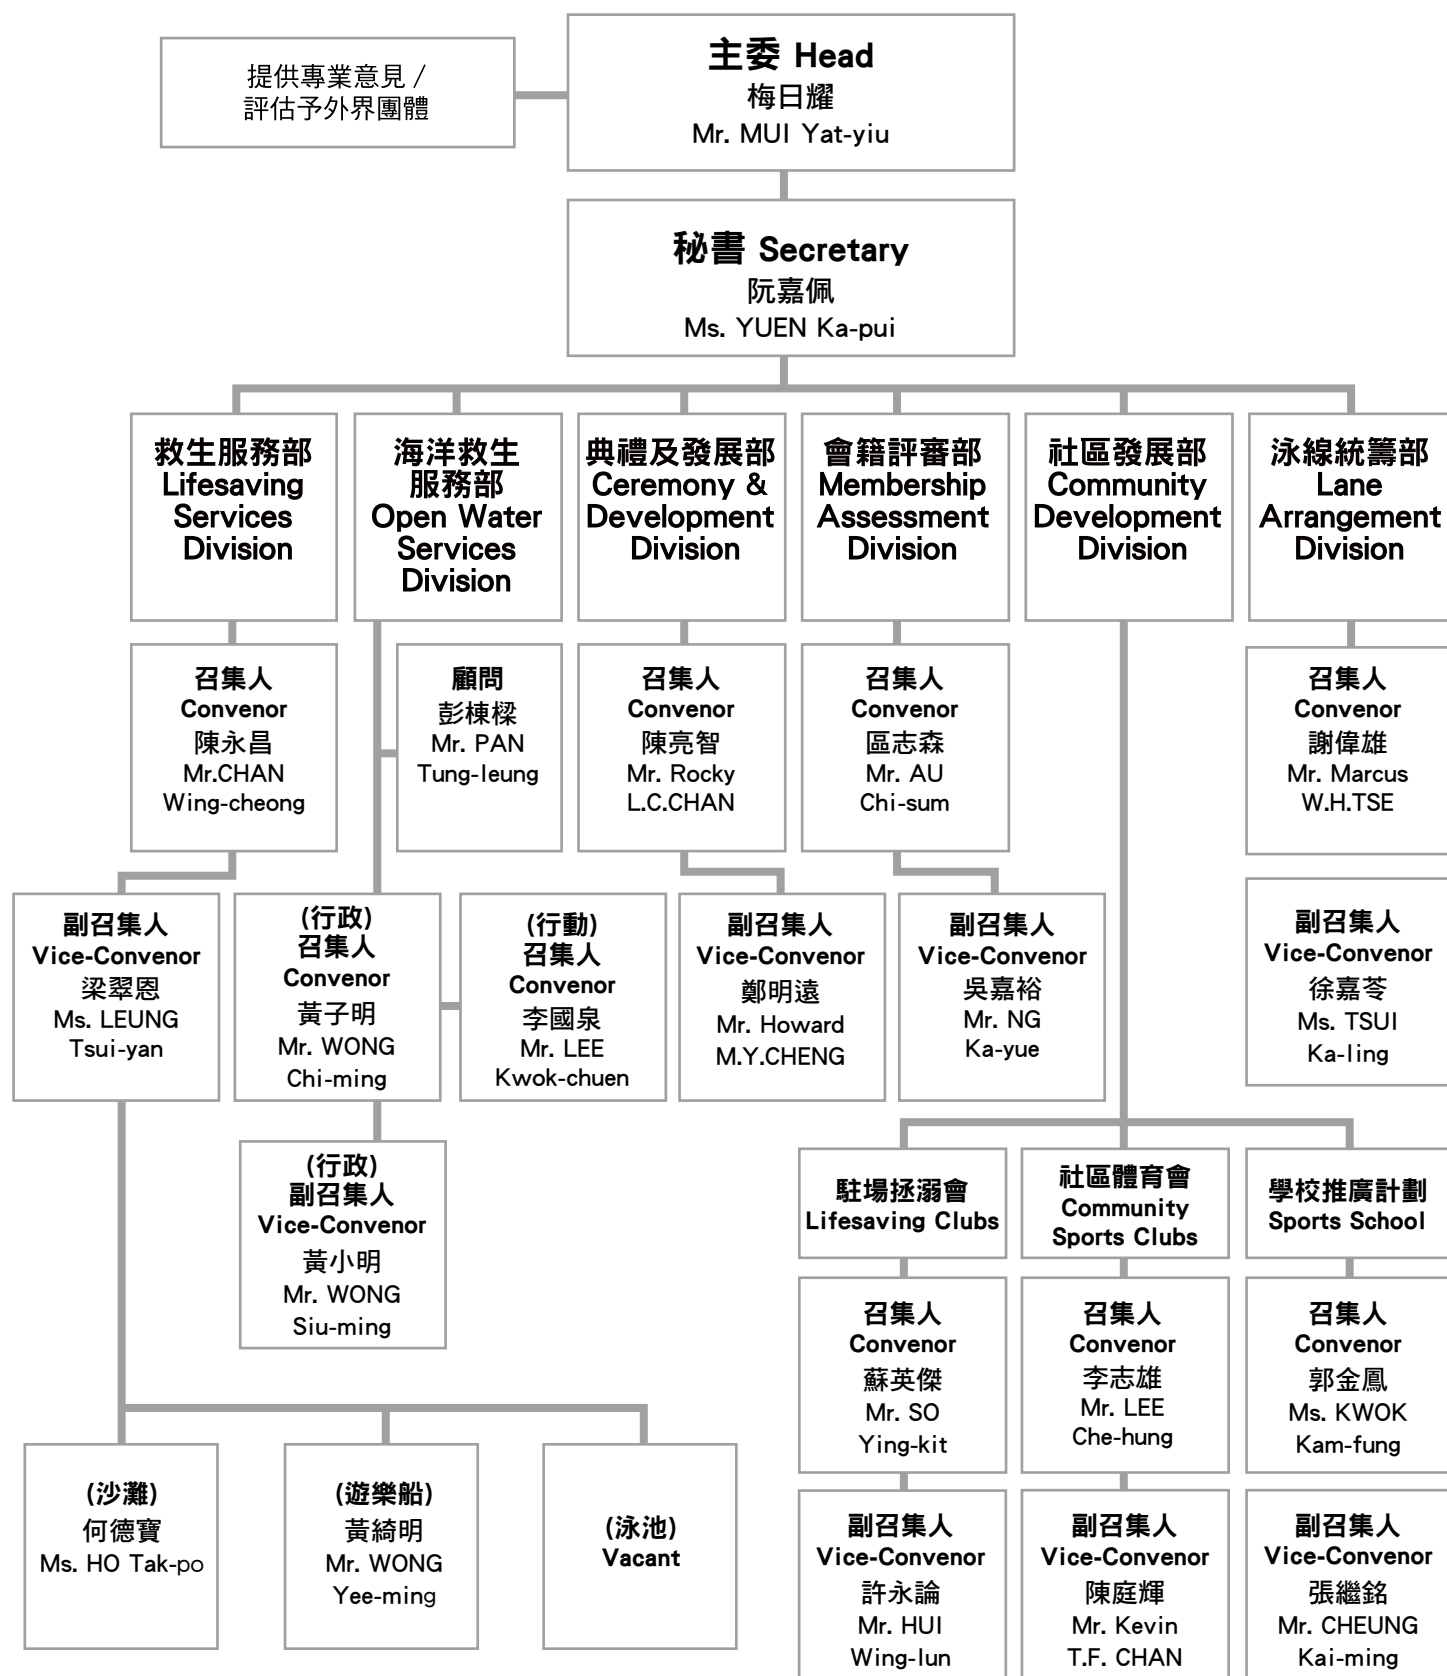 提供專業意見 /
評估予外界團體
主委 Head
梅日耀
Mr. MUI Yat-yiu
秘書 Secretary
阮嘉佩
Ms. YUEN Ka-pui
救生服務部
Lifesaving
Services
Division
海洋救生
服務部
Open Water
Services
Division
典禮及發展部
Ceremony &
Development
Division
會籍評審部
Membership
Assessment
Division
社區發展部
Community
Development
Division
泳線統籌部
Lane
Arrangement
Division
召集人
Convenor
陳永昌
Mr.CHAN
Wing-cheong
顧問
彭棟樑
Mr. PAN
Tung-leung
召集人
Convenor
陳亮智
Mr. Rocky
L.C.CHAN
召集人
Convenor
區志森
Mr. AU
Chi-sum
召集人
Convenor
謝偉雄
Mr. Marcus
W.H.TSE
副召集人
Vice-Convenor
梁翠恩
Ms. LEUNG
Tsui-yan
(行政)
召集人
Convenor
黃子明
Mr. WONG
Chi-ming
(行動)
召集人
Convenor
李國泉
Mr. LEE
Kwok-chuen
副召集人
Vice-Convenor
鄭明遠
Mr. Howard
M.Y.CHENG
副召集人
Vice-Convenor
吳嘉裕
Mr. NG
Ka-yue
副召集人
Vice-Convenor
徐嘉苓
Ms. TSUI
Ka-ling
(行政)
副召集人
Vice-Convenor
黃小明
Mr. WONG
Siu-ming
駐場拯溺會
Lifesaving Clubs
社區體育會
Community
Sports Clubs
學校推廣計劃
Sports School
召集人
Convenor
蘇英傑
Mr. SO
Ying-kit
召集人
Convenor
李志雄
Mr. LEE
Che-hung
召集人
Convenor
郭金鳳
Ms. KWOK
Kam-fung
(沙灘)
何德寶
Ms. HO Tak-po
(遊樂船)
黃綺明
Mr. WONG
Yee-ming
(泳池)
Vacant
副召集人
Vice-Convenor
許永論
Mr. HUI
Wing-lun
副召集人
Vice-Convenor
陳庭輝
Mr. Kevin
T.F. CHAN
副召集人
Vice-Convenor
張繼銘
Mr. CHEUNG
Kai-ming